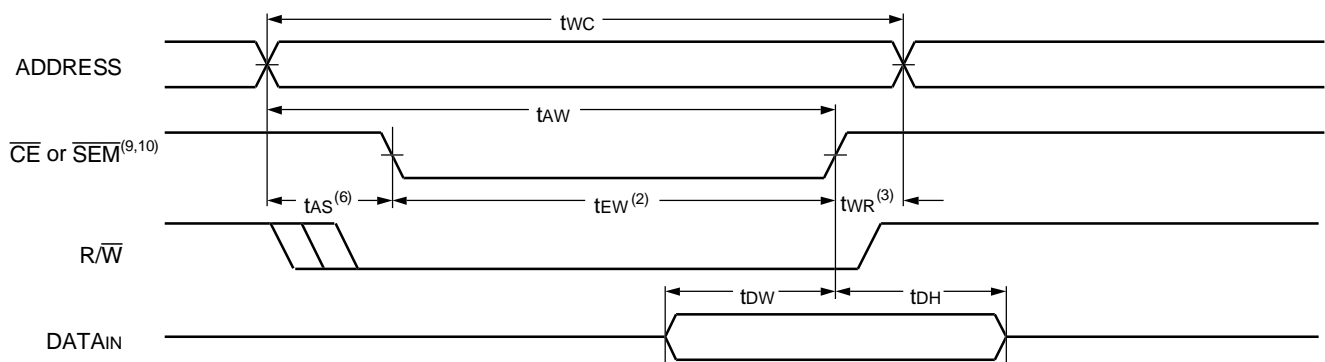 tWC
ADDRESS
tAW
CE or SEM(9,10)
tAS(6) tEW(2) tWR(3)
R/W
tDW tDH
DATAIN